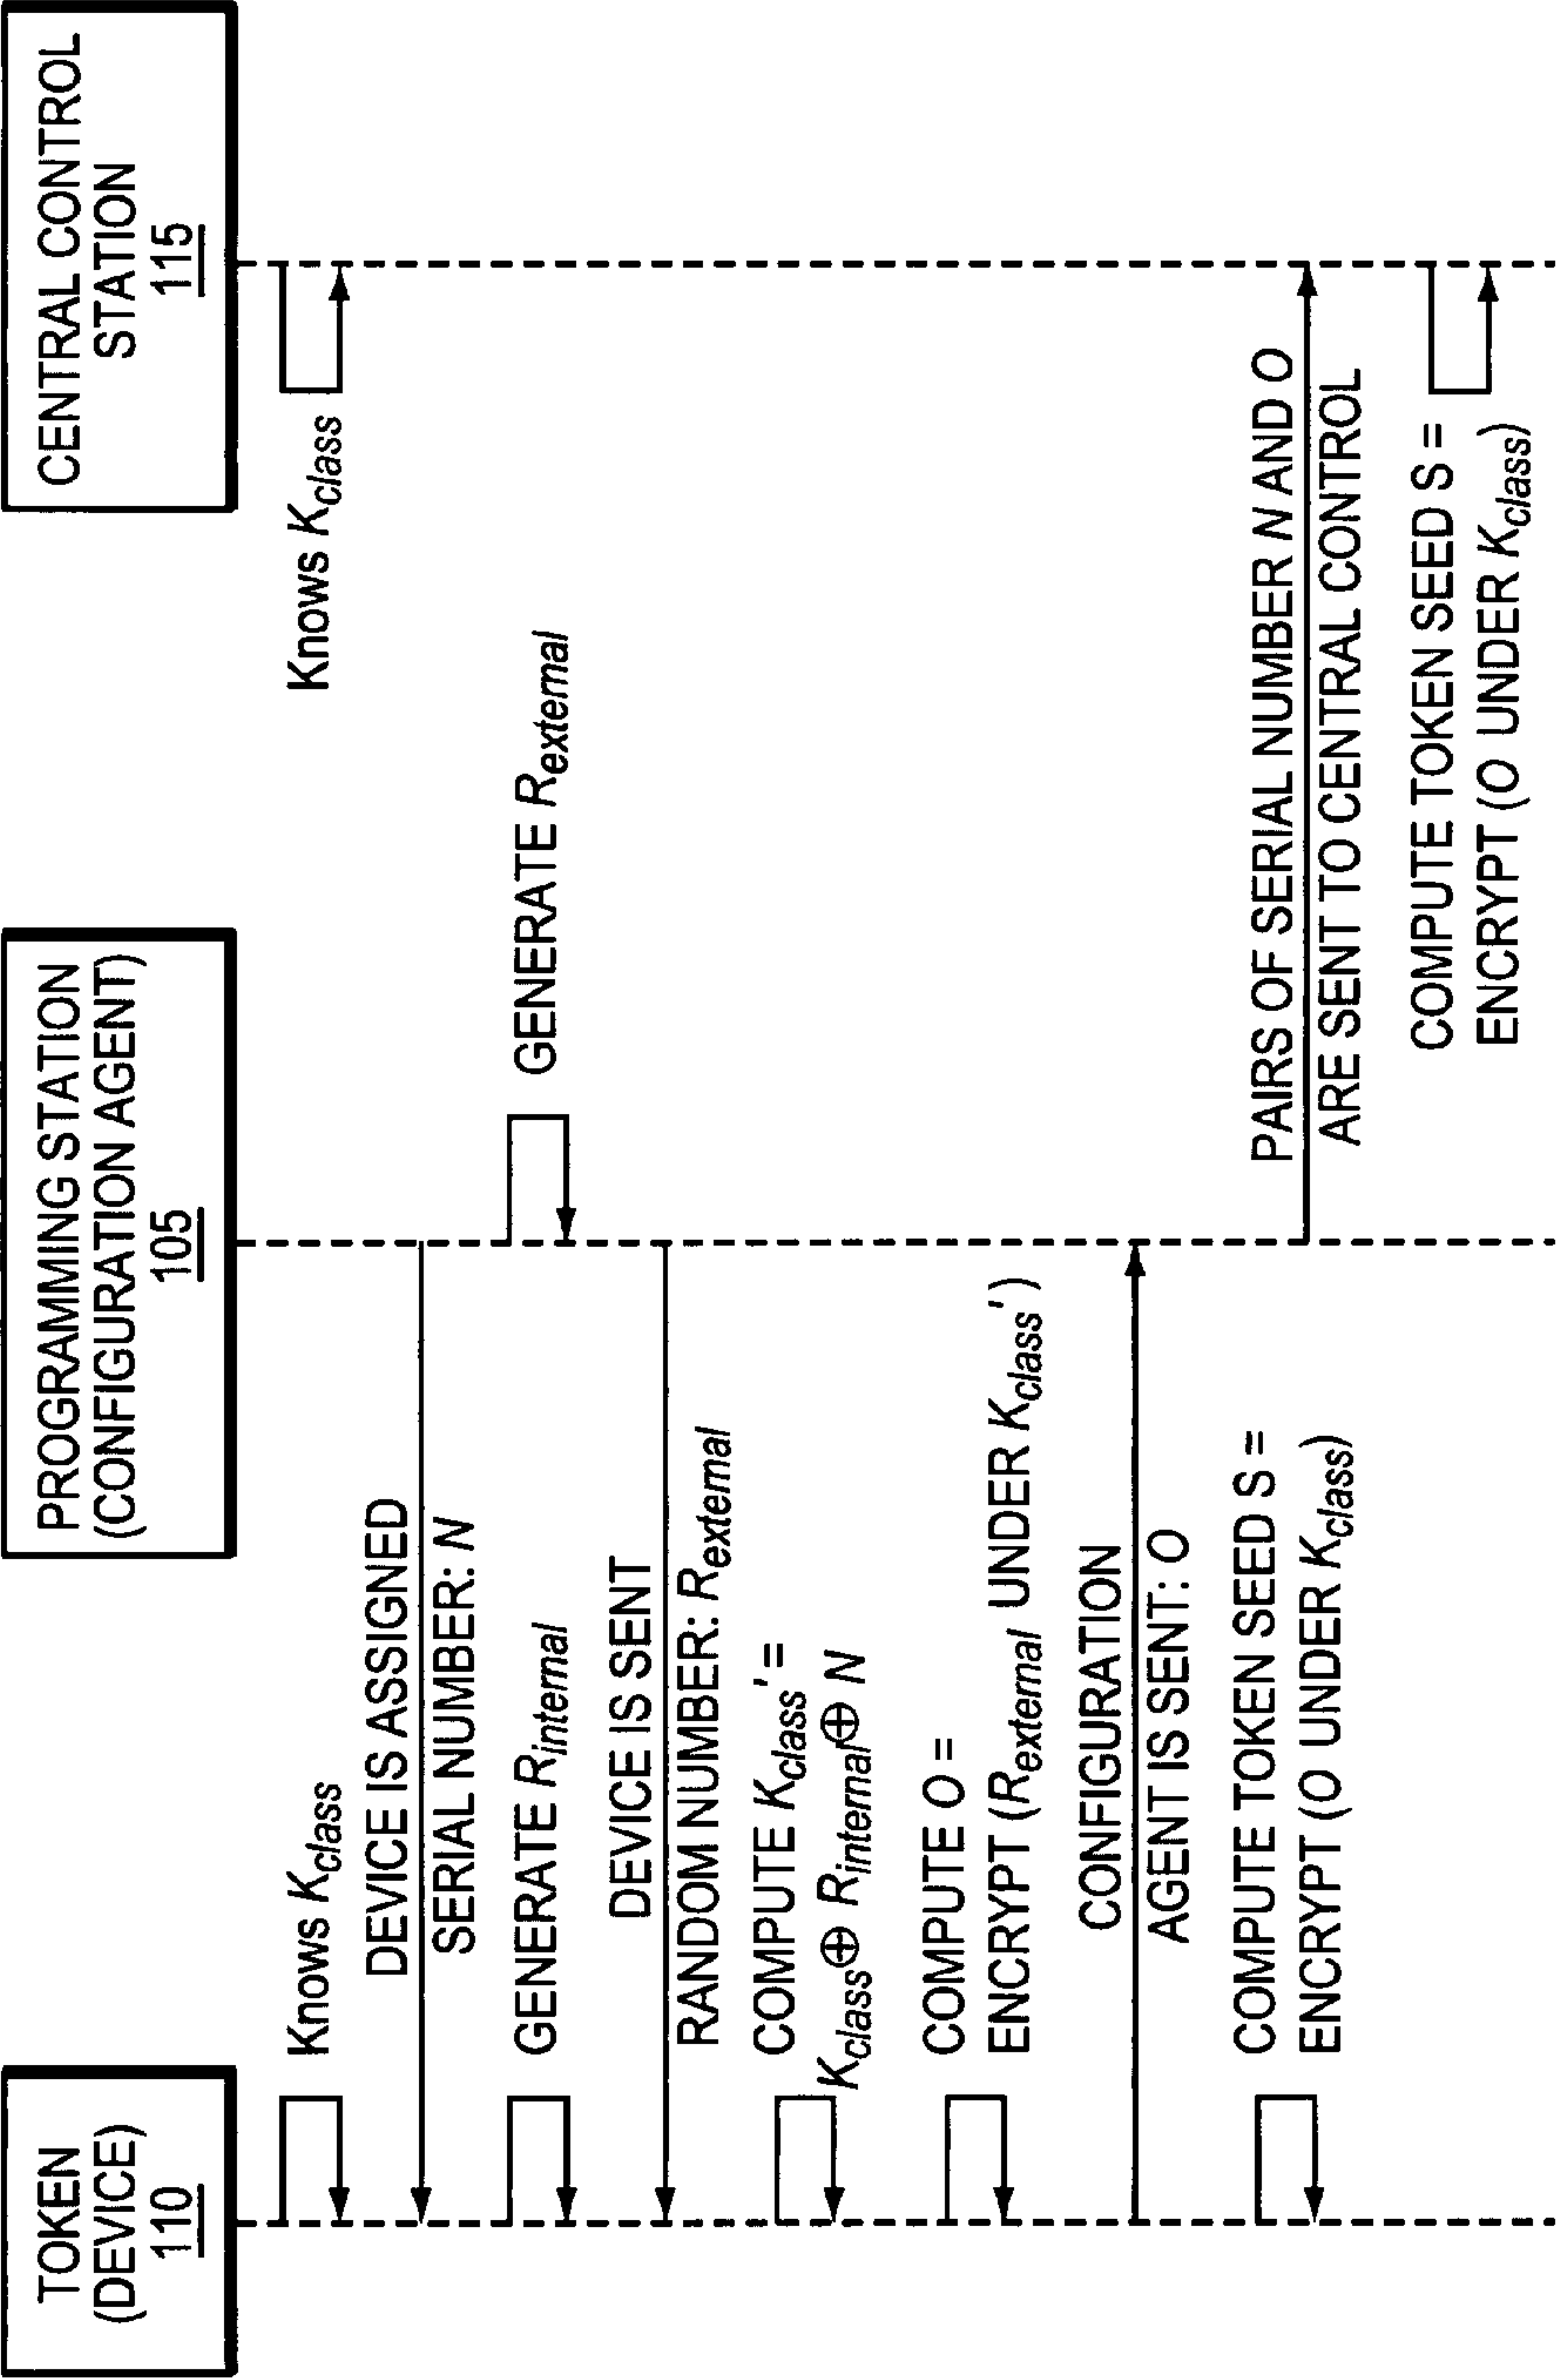 TOKEN
(DEVICE)
110
PROGRAMMING STATION
(CONFIGURATION AGENT)
105
CENTRAL CONTROL
STATION
115
Knows Kclass
Knows Kclass
DEVICE IS ASSIGNED
SERIAL NUMBER: N
GENERATE Rinternal
GENERATE Rexternal
DEVICE IS SENT
RANDOM NUMBER: Rexternal
COMPUTE Kclass'=
Kclass⊕ Rinternal⊕ N
COMPUTE O =
ENCRYPT (Rexternal UNDER Kclass')
CONFIGURATION
AGENT IS SENT: O
COMPUTE TOKEN SEED S =
ENCRYPT (O UNDER Kclass)
PAIRS OF SERIAL NUMBER N AND O
ARE SENT TO CENTRAL CONTROL
COMPUTE TOKEN SEED S =
ENCRYPT (O UNDER Kclass)